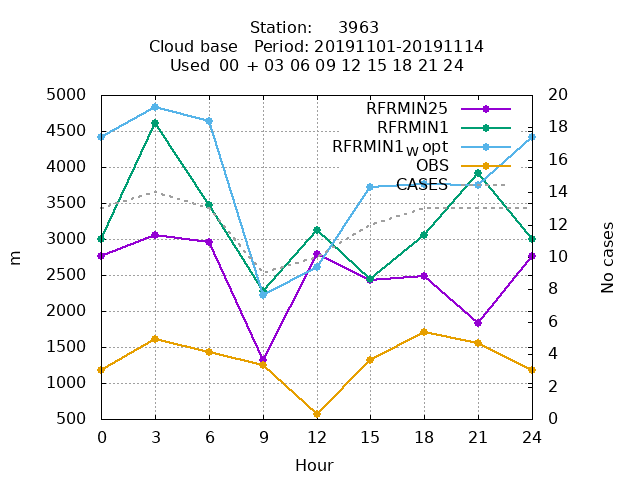 Station:     3963
Cloud base   Period: 20191101-20191114
Used  00  + 03 06 09 12 15 18 21 24
5000
4500
4000
3500
3000
2500
2000
1500
1000
500
20
18
16
14
12
10
8
6
4
2
0
RFRMIN25
RFRMIN1
RFRMIN1wopt
OBS
CASES
m
No cases
0 3 6 9 12 15 18 21 24
Hour